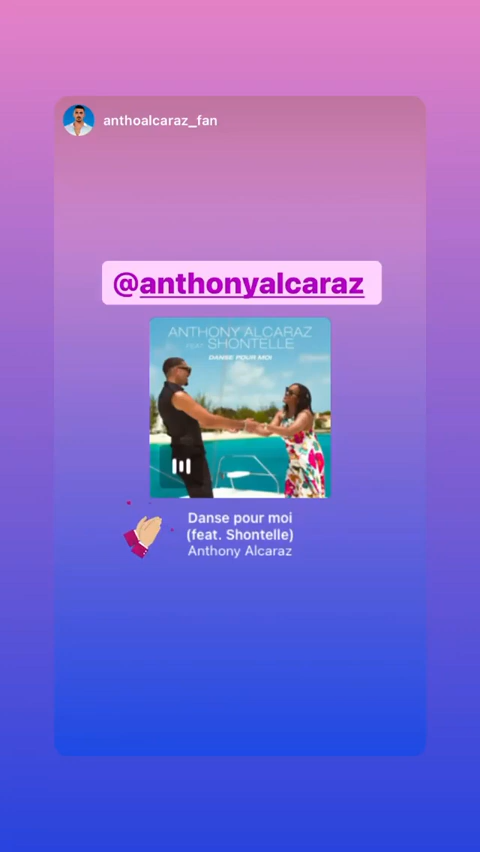 anthoalcaraz_fan
@anthonyalcaraz
ANTHONY ALCARAZ
FEAT. SHONTELLE
DANSE POUR MOI
Danse pour moi
(feat. Shontelle)
Anthony Alcaraz